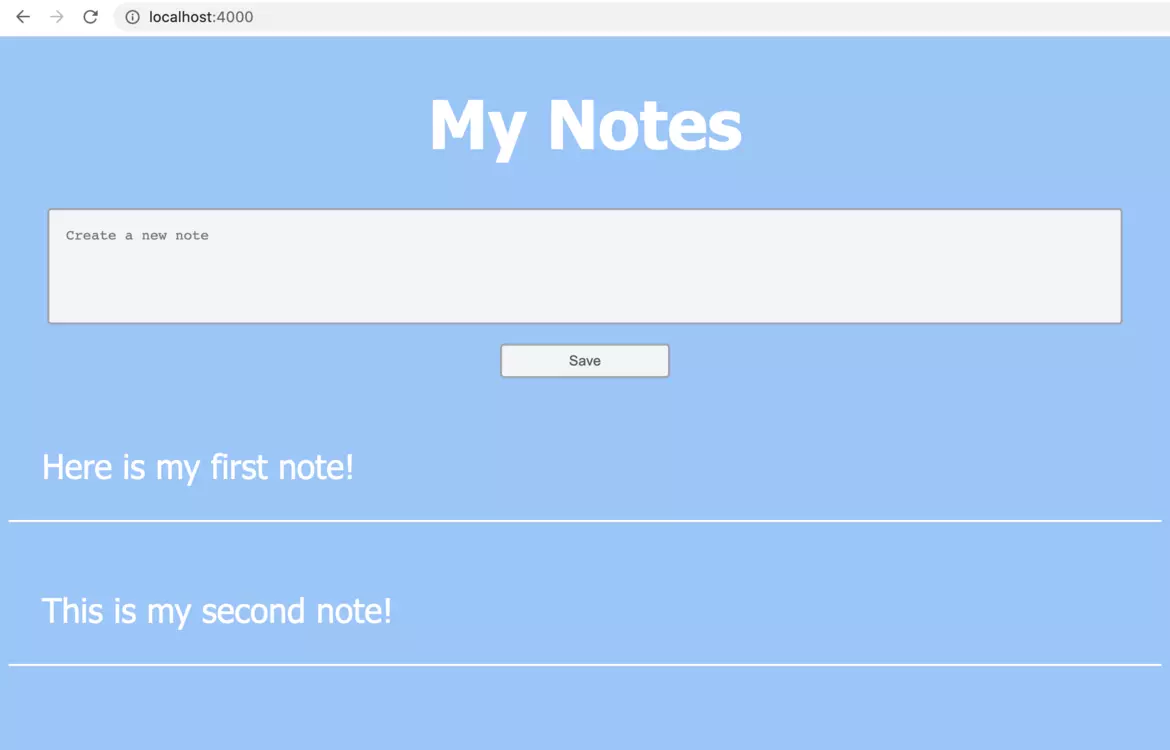 localhost:4000
My Notes
Create a new note
Save
Here is my first note!
This is my second note!